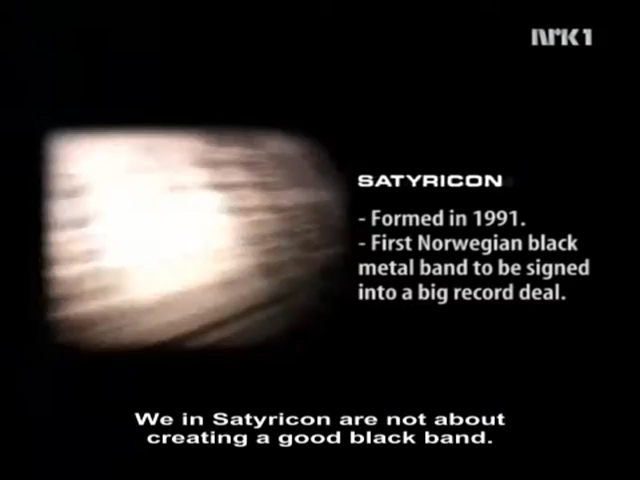 nrk1
SATYRICON
- Formed in 1991.
- First Norwegian black
metal band to be signed
into a big record deal.
We in Satyricon are not about
creating a good black band.